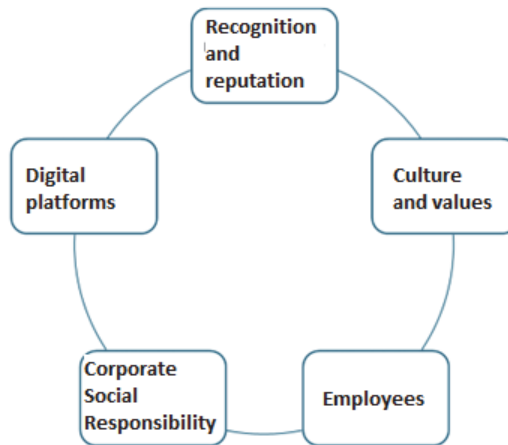 Recognition
and
reputation
Culture
and values
Employees
Corporate
Social
Responsibility
Digital
platforms